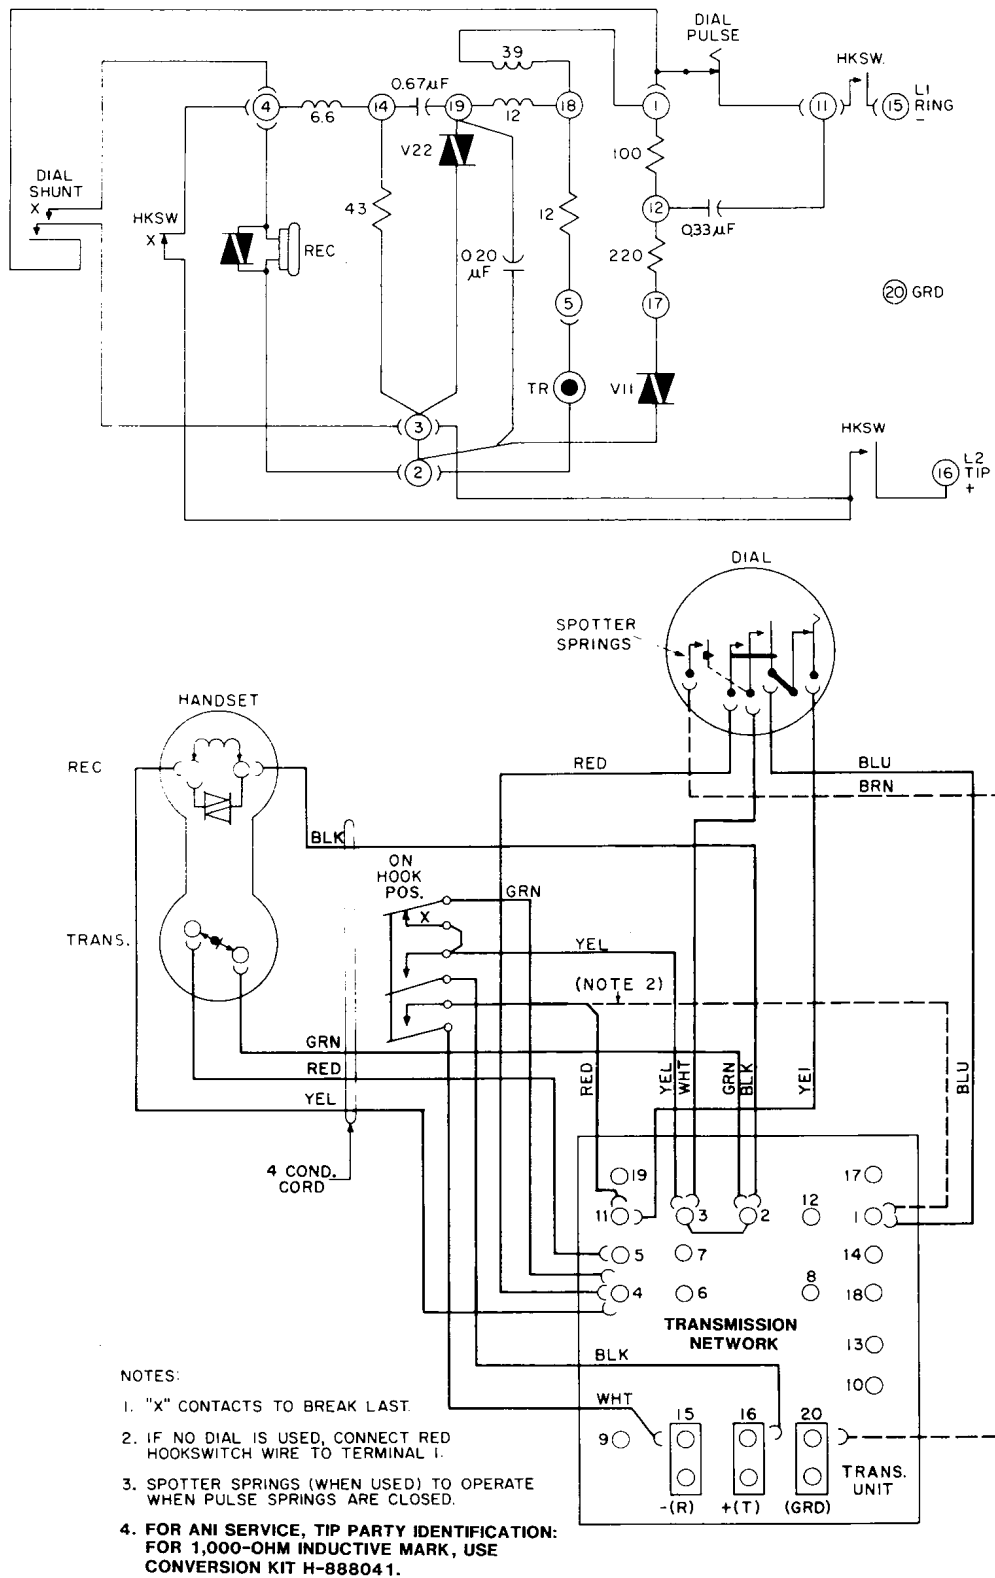 DIAL
PULSE
39
HKSW.
0.67µF
4
6.6
14
19
12
18
1
11
15
L1
RING
–
V22
100
DIAL
SHUNT
X
HKSW
X
43
12
12
0.33µF
REC
0.20
µF
220
5
17
20 GRD
TR
V11
3
HKSW
2
16
L2
TIP
+
DIAL
SPOTTER
SPRINGS
HANDSET
REC
RED
BLU
BRN
BLK
ON
HOOK
POS.
GRN
X
TRANS.
YEL
(NOTE 2)
GRN
RED
YEL
RED
YEL
WHT
GRN
BLK
YEL
BLU
4 COND.
CORD
19
17
11
3
2
12
1
5
7
14
4
6
8
18
TRANSMISSION
NETWORK
13
BLK
10
WHT
15
16
20
9
TRANS.
UNIT
-(R)
+(T)
(GRD)
NOTES:
1. "X" CONTACTS TO BREAK LAST.
2. IF NO DIAL IS USED, CONNECT RED
HOOKSWITCH WIRE TO TERMINAL 1.
3. SPOTTER SPRINGS (WHEN USED) TO OPERATE
WHEN PULSE SPRINGS ARE CLOSED.
4. FOR ANI SERVICE, TIP PARTY IDENTIFICATION:
FOR 1,000-OHM INDUCTIVE MARK, USE
CONVERSION KIT H-888041.